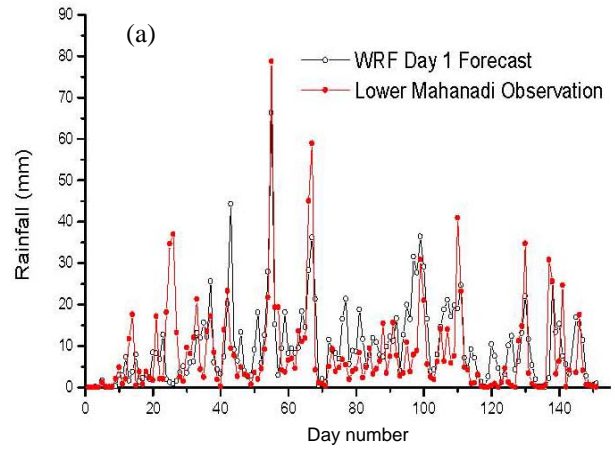 (a)
WRF Day 1 Forecast
Lower Mahanadi Observation
Rainfall (mm)
90
80
70
60
50
40
30
20
10
0
0 20 40 60 80 100 120 140
Day number